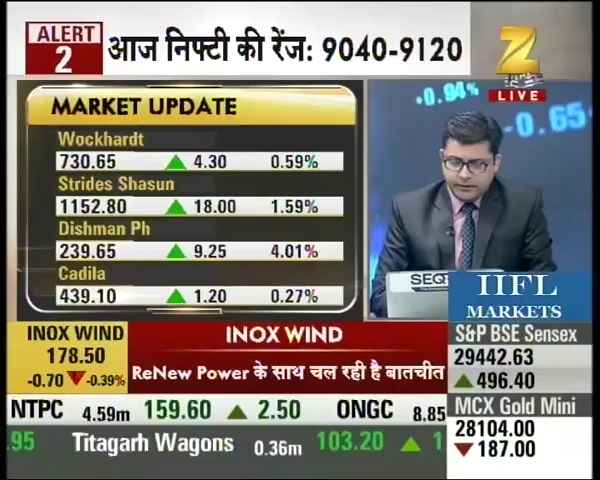 ALERT
2
आज निफ्टी की रेंज: 9040-9120
LIVE
+0.94%
-0.65
MARKET UPDATE
Wockhardt
730.65 4.30 0.59%
Strides Shasun
1152.80 18.00 1.59%
Dishman Ph
239.65 9.25 4.01%
Cadila
439.10 1.20 0.27%
IIFL
MARKETS
INOX WIND
178.50
-0.70 -0.39%
INOX WIND
ReNew Power के साथ चल रही है बातचीत
S&P BSE Sensex
29442.63
496.40
NTPC 4.59m 159.60 2.50 ONGC 8.85
MCX Gold Mini
28104.00
187.00
.95 Titagarh Wagons 0.36m 103.20 1